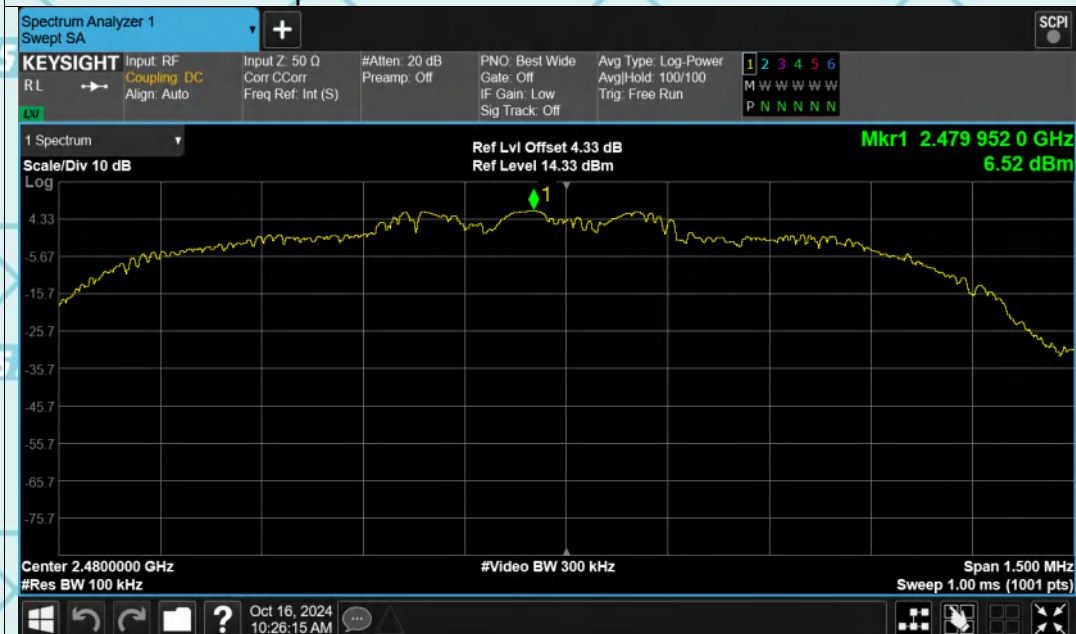 Spectrum Analyzer 1
Swept SA
+
SCPI
KEYSIGHT
RL
LXI
Input: RF
Coupling: DC
Align: Auto
Input Z: 50 Ω
Corr CCorr
Freq Ref: Int (S)
#Atten: 20 dB
Preamp: Off
PNO: Best Wide
Gate: Off
IF Gain: Low
Sig Track: Off
Avg Type: Log-Power
Avg|Hold: 100/100
Trig: Free Run
1 2 3 4 5 6
M W W W W W
P N N N N N
1 Spectrum
Scale/Div 10 dB
Log
Ref Lvl Offset 4.33 dB
Ref Level 14.33 dBm
Mkr1 2.479 952 0 GHz
6.52 dBm
1
4.33
-5.67
-15.7
-25.7
-35.7
-45.7
-55.7
-65.7
-75.7
Center 2.4800000 GHz
#Res BW 100 kHz
#Video BW 300 kHz
Span 1.500 MHz
Sweep 1.00 ms (1001 pts)
?
Oct 16, 2024
10:26:15 AM